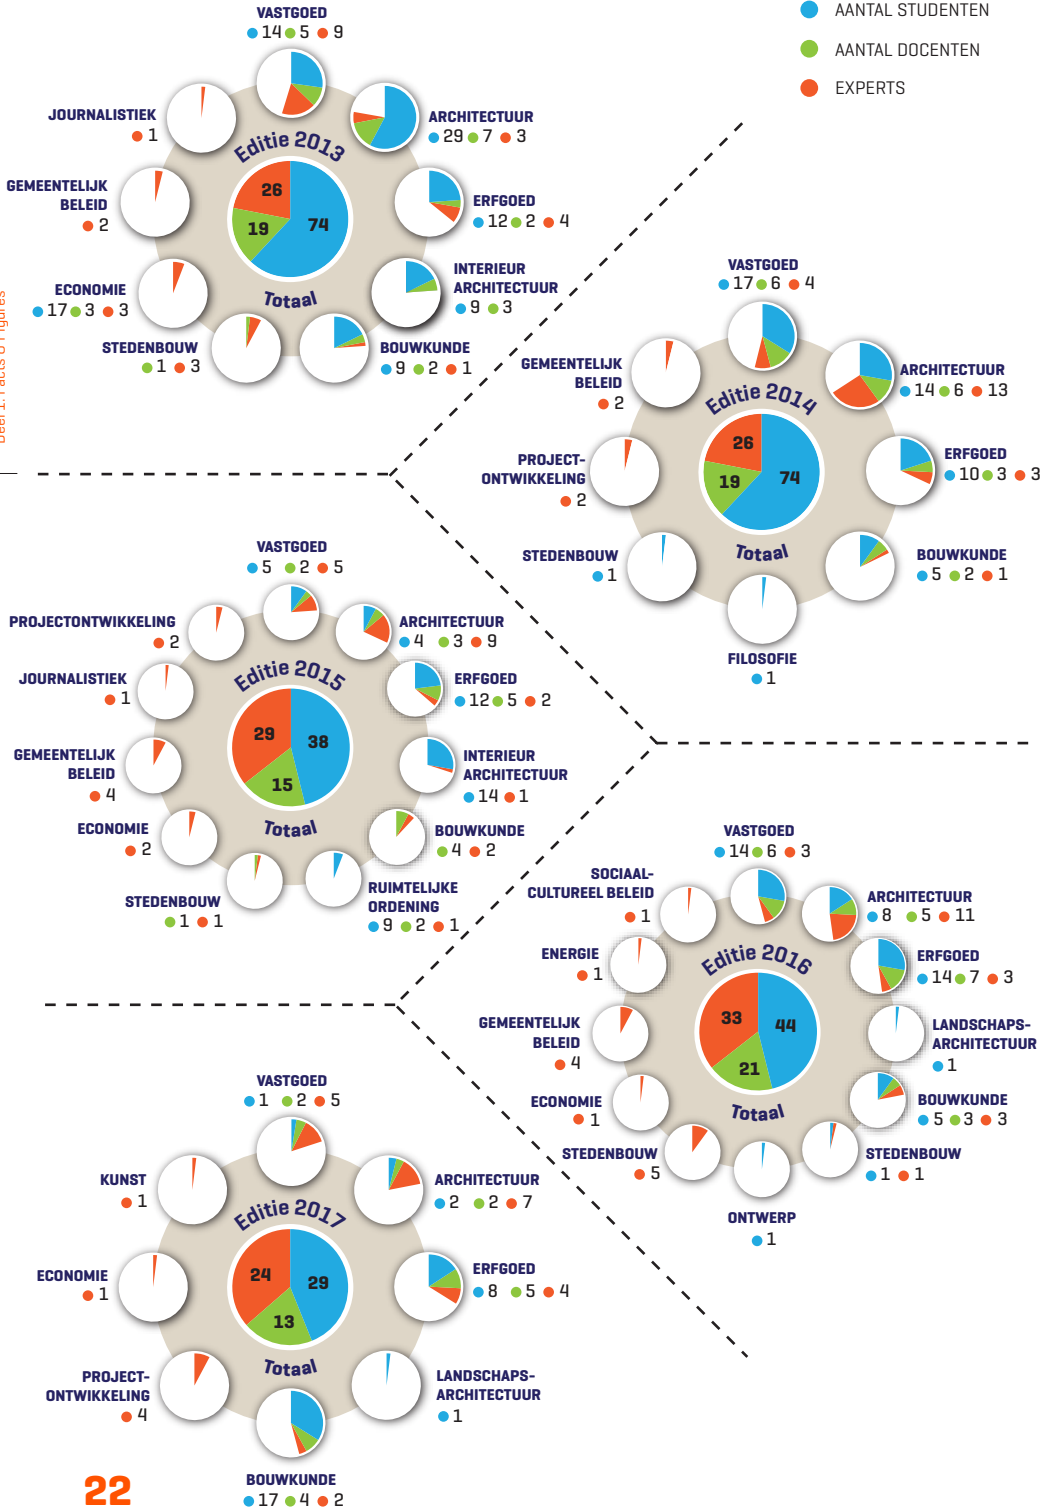 AANTAL STUDENTEN
AANTAL DOCENTEN
EXPERTS
Deel 1: Facts & Figures
VASTGOED
14 5 9
ARCHITECTUUR
29 7 3
ERFGOED
12 2 4
INTERIEUR
ARCHITECTUUR
9 3
BOUWKUNDE
9 2 1
STEDENBOUW
1 3
ECONOMIE
17 3 3
GEMEENTELIJK
BELEID
2
JOURNALISTIEK
1
Editie 2013
26
19
74
Totaal
VASTGOED
17 6 4
ARCHITECTUUR
14 6 13
ERFGOED
10 3 3
BOUWKUNDE
5 2 1
FILOSOFIE
1
STEDENBOUW
1
PROJECT-
ONTWIKKELING
2
GEMEENTELIJK
BELEID
2
Editie 2014
26
19
74
Totaal
VASTGOED
5 2 5
ARCHITECTUUR
4 3 9
ERFGOED
12 5 2
INTERIEUR
ARCHITECTUUR
14 1
BOUWKUNDE
4 2
RUIMTELIJKE
ORDENING
9 2 1
STEDENBOUW
1 1
ECONOMIE
2
GEMEENTELIJK
BELEID
4
JOURNALISTIEK
1
PROJECTONTWIKKELING
2
Editie 2015
29
38
15
Totaal
VASTGOED
14 6 3
ARCHITECTUUR
8 5 11
ERFGOED
14 7 3
LANDSCHAPS-
ARCHITECTUUR
1
BOUWKUNDE
5 3 3
STEDENBOUW
1 1
ONTWERP
1
STEDENBOUW
5
ECONOMIE
1
GEMEENTELIJK
BELEID
4
ENERGIE
1
SOCIAAL-
CULTUREEL BELEID
1
Editie 2016
33
44
21
Totaal
VASTGOED
1 2 5
ARCHITECTUUR
2 2 7
ERFGOED
8 5 4
LANDSCHAPS-
ARCHITECTUUR
1
BOUWKUNDE
17 4 2
PROJECT-
ONTWIKKELING
4
ECONOMIE
1
KUNST
1
Editie 2017
24
29
13
Totaal
22